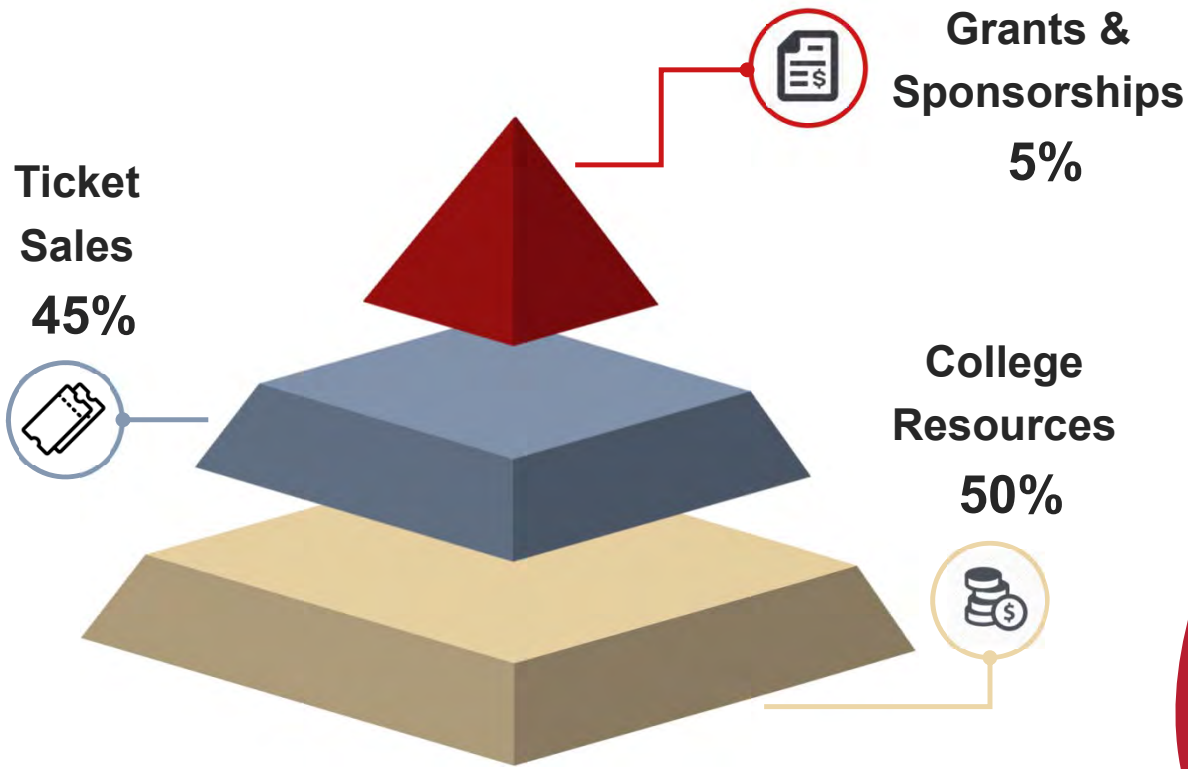 Grants &
Sponsorships
5%
Ticket
Sales
45%
College
Resources
50%
$
$